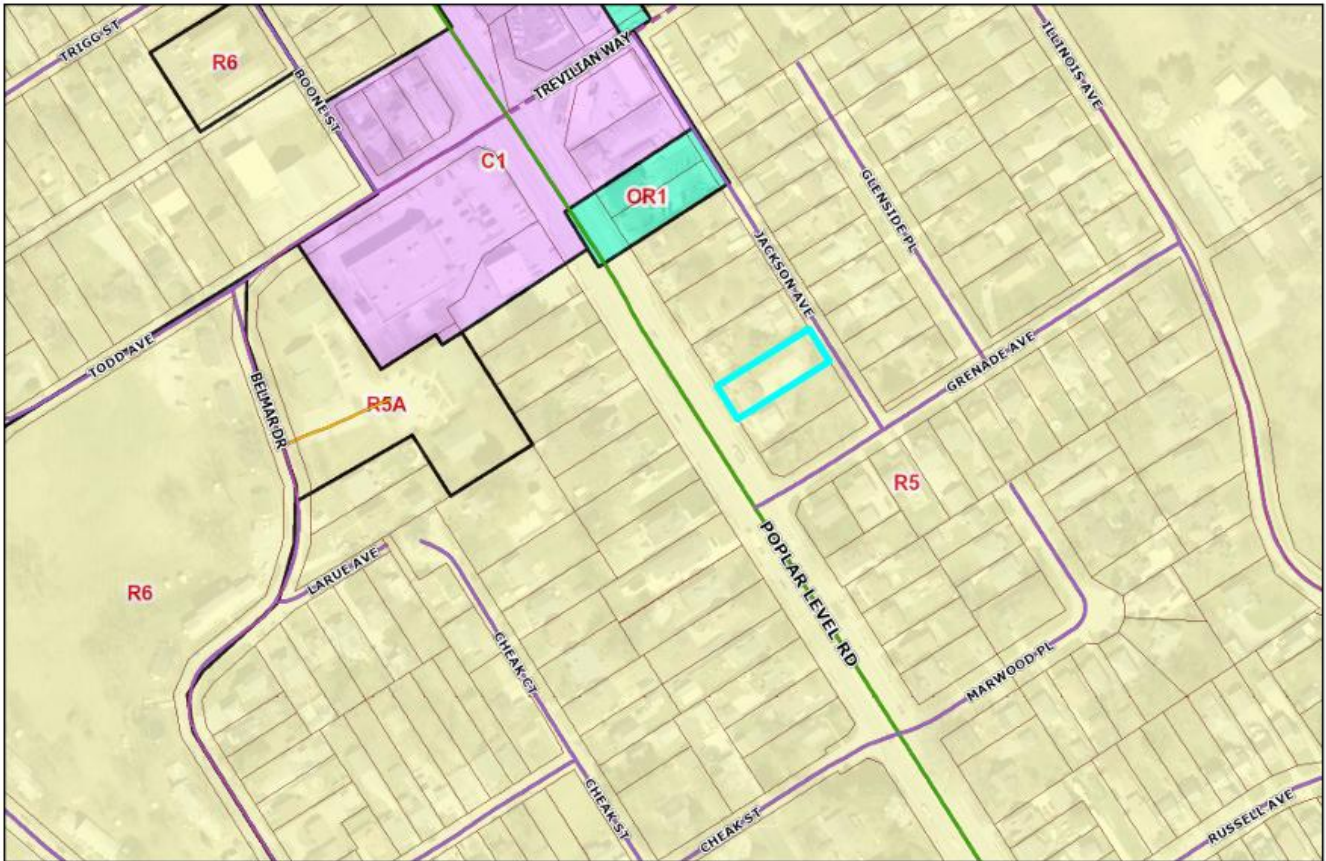 TRIGG ST
R6
BOONE ST
TREVILIAN WAY
ILLINOIS AVE
C1
OR1
GLENSIDE PL
JACKSON AVE
TODD AVE
BELMAR DR
R5A
GRENADE AVE
R5
POPLAR LEVEL RD
LARUE AVE
R6
CHEAK CT
MARWOOD PL
CHEAK ST
CHEAK ST
RUSSELL AVE